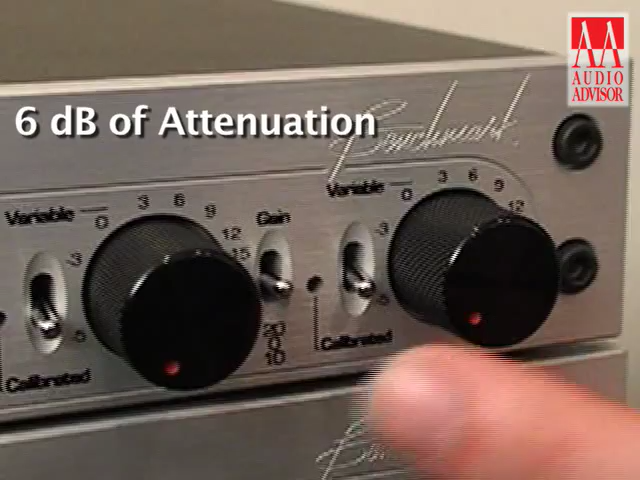 AA
AUDIO
ADVISOR
6 dB of Attenuation
Benchmark
Variable
0
3
6
9
12
15
-3
-5
Calibrated
Gain
20
0
10
Variable
0
3
6
9
12
-3
-5
Calibrated